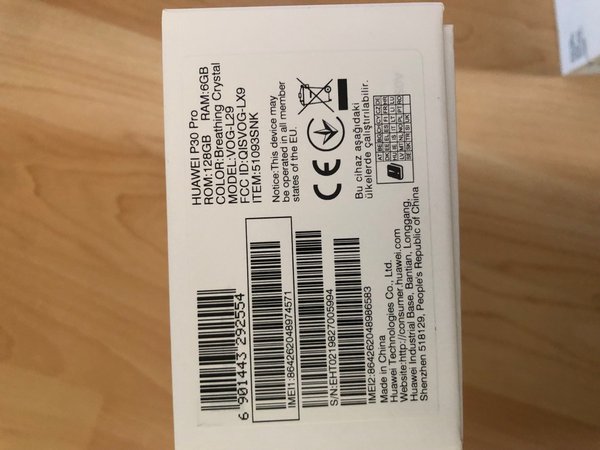 HUAWEI P30 Pro
ROM:128GB RAM:6GB
COLOR:Breathing Crystal
MODEL:VOG-L29
FCC ID:QISVOG-LX9
ITEM:51093SNK
Notice:This device may
be operated in all member
states of the EU.
CE
Bu cihaz aşağıdaki
ülkelerde çalıştırılabilir.
6 901443 292554
IMEI1:864262048974571
S/N:EHT0219827005994
IMEI2:864262048986583
Made in China
Huawei Technologies Co., Ltd.
Website:http://consumer.huawei.com
Huawei Industrial Base, Bantian, Longgang,
Shenzhen 518129, People's Republic of China